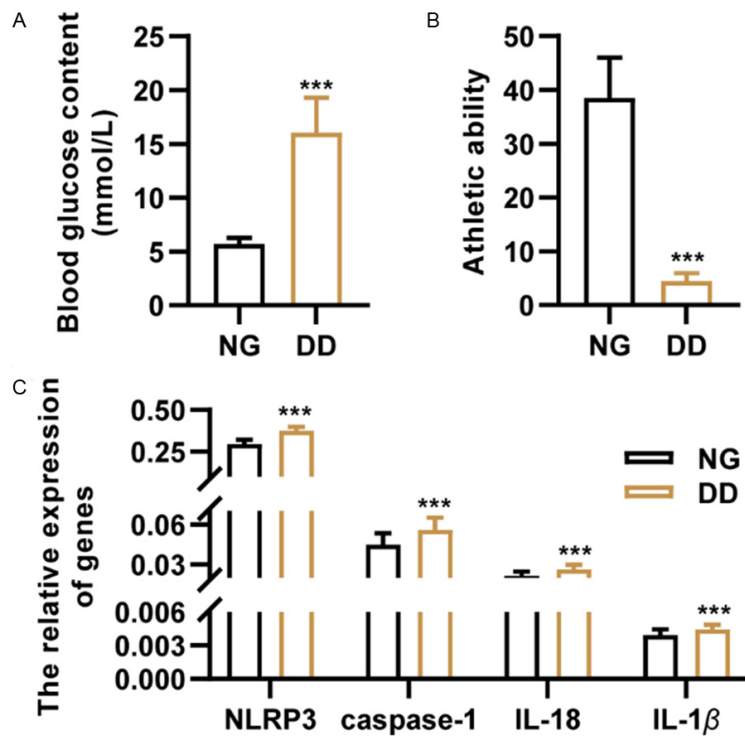 A
Blood glucose content
(mmol/L)
25
20
15
10
5
0
***
NG DD
B
Athletic ability
50
40
30
20
10
0
***
NG DD
C
The relative expression
of genes
0.50
0.25
0.06
0.03
0.006
0.003
0.000
***
***
***
***
NG
DD
NLRP3 caspase-1 IL-18 IL-1β